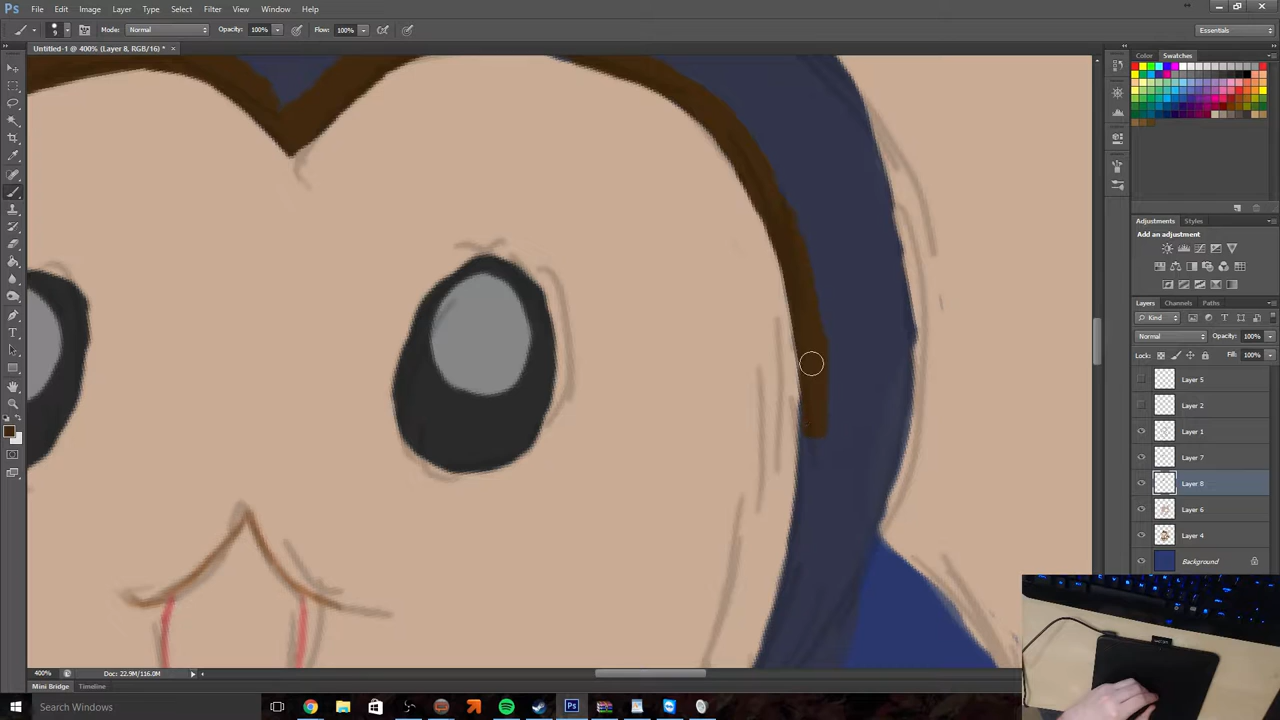 Ps File Edit Image Layer Type Select Filter View Window Help
Mode: Normal Opacity: 100% Flow: 100% Essentials
Untitled-1 @ 400% (Layer 8, RGB/16) * ×
Color Swatches
Adjustments Styles
Add an adjustment
Layers Channels Paths
Kind
Normal Opacity: 100%
Lock: Fill: 100%
Layer 5
Layer 2
Layer 1
Layer 7
Layer 8
Layer 6
Layer 4
Background
400% Doc: 22.9M/116.0M
Mini Bridge Timeline
Search Windows